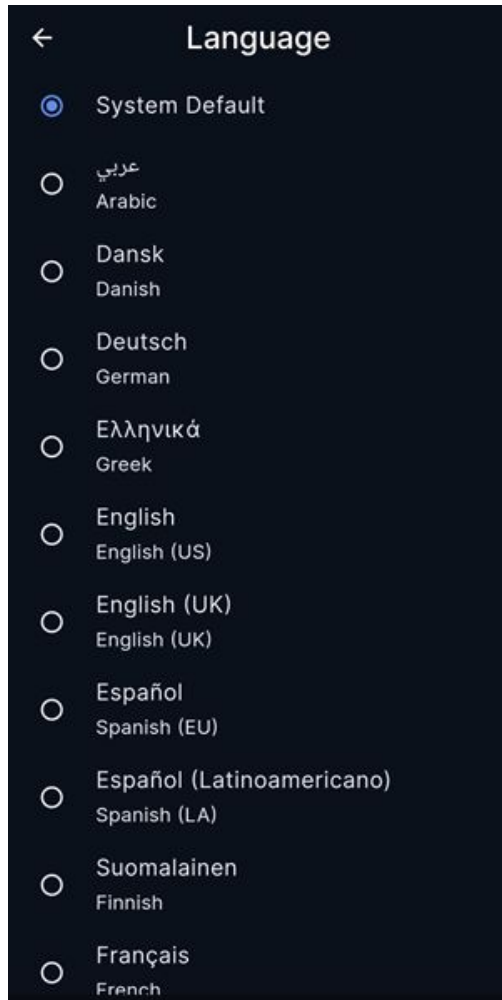 Language
System Default
عربي
Arabic
Dansk
Danish
Deutsch
German
Ελληνικά
Greek
English
English (US)
English (UK)
English (UK)
Español
Spanish (EU)
Español (Latinoamericano)
Spanish (LA)
Suomalainen
Finnish
Français
French